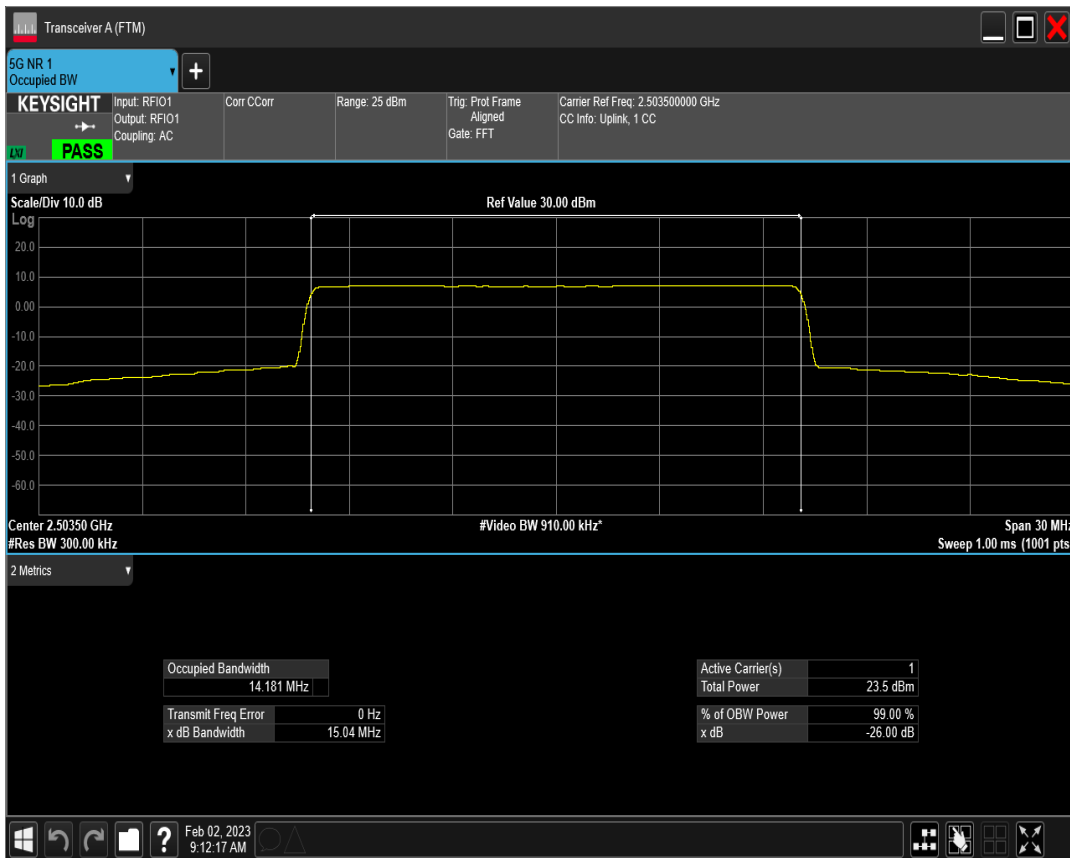 Transceiver A (FTM)
5G NR 1
Occupied BW
+
KEYSIGHT
LXI
PASS
Input: RFIO1
Output: RFIO1
Coupling: AC
Corr CCorr
Range: 25 dBm
Trig: Prot Frame
Aligned
Gate: FFT
Carrier Ref Freq: 2.503500000 GHz
CC Info: Uplink, 1 CC
1 Graph
Scale/Div 10.0 dB
Ref Value 30.00 dBm
Log
20.0
10.0
0.00
-10.0
-20.0
-30.0
-40.0
-50.0
-60.0
Center 2.50350 GHz
#Video BW 910.00 kHz*
Span 30 MHz
#Res BW 300.00 kHz
Sweep 1.00 ms (1001 pts
2 Metrics
Occupied Bandwidth
14.181 MHz
Transmit Freq Error 0 Hz
x dB Bandwidth 15.04 MHz
Active Carrier(s) 1
Total Power 23.5 dBm
% of OBW Power 99.00 %
x dB -26.00 dB
?
Feb 02, 2023
9:12:17 AM